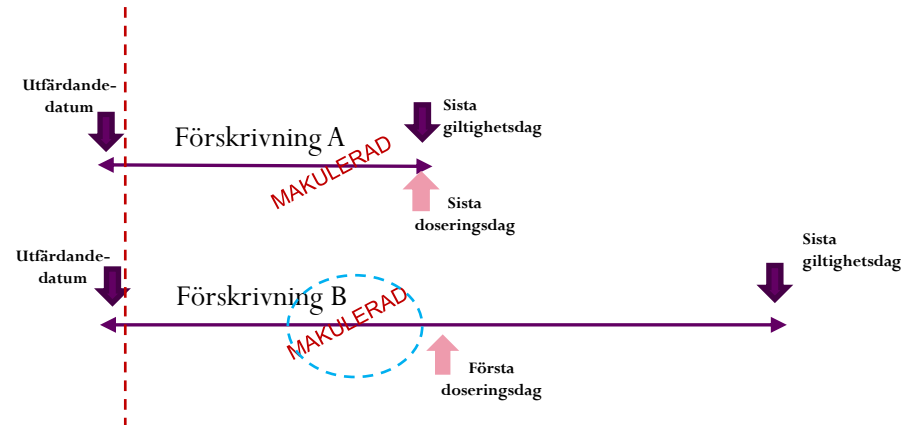 Utfärdande-
datum
Sista
giltighetsdag
Förskrivning A
MAKULERAD
Sista
doseringsdag
Utfärdande-
datum
Sista
giltighetsdag
Förskrivning B
MAKULERAD
Första
doseringsdag